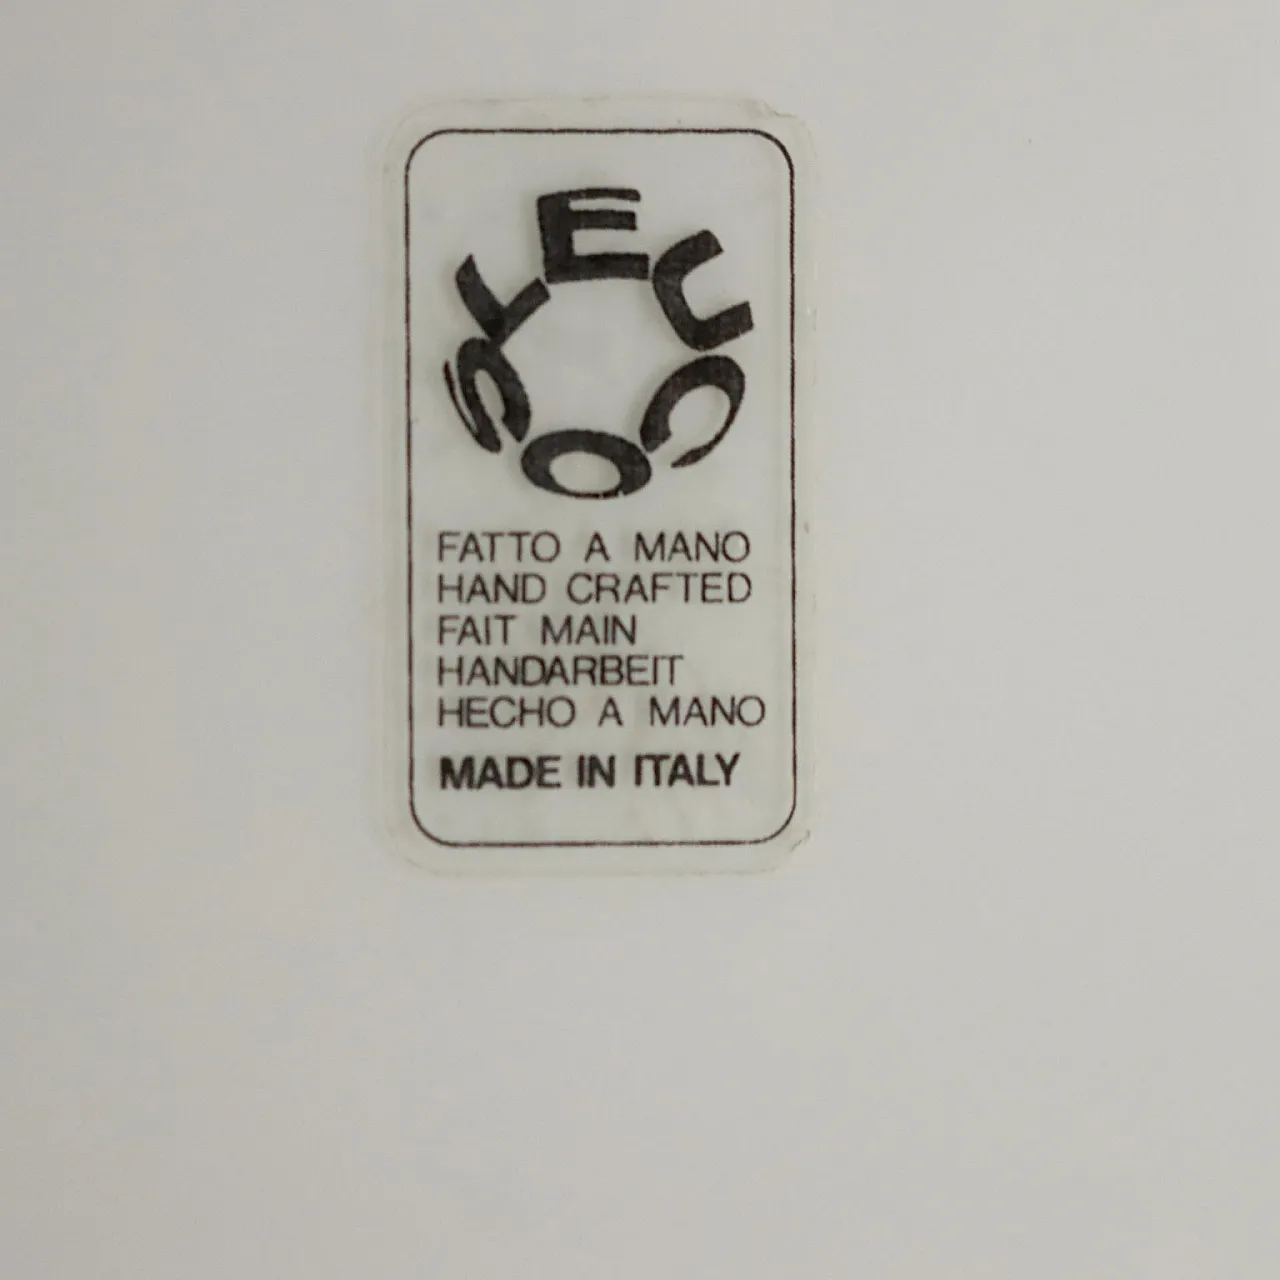 LEUCOS
FATTO A MANO
HAND CRAFTED
FAIT MAIN
HANDARBEIT
HECHO A MANO
MADE IN ITALY